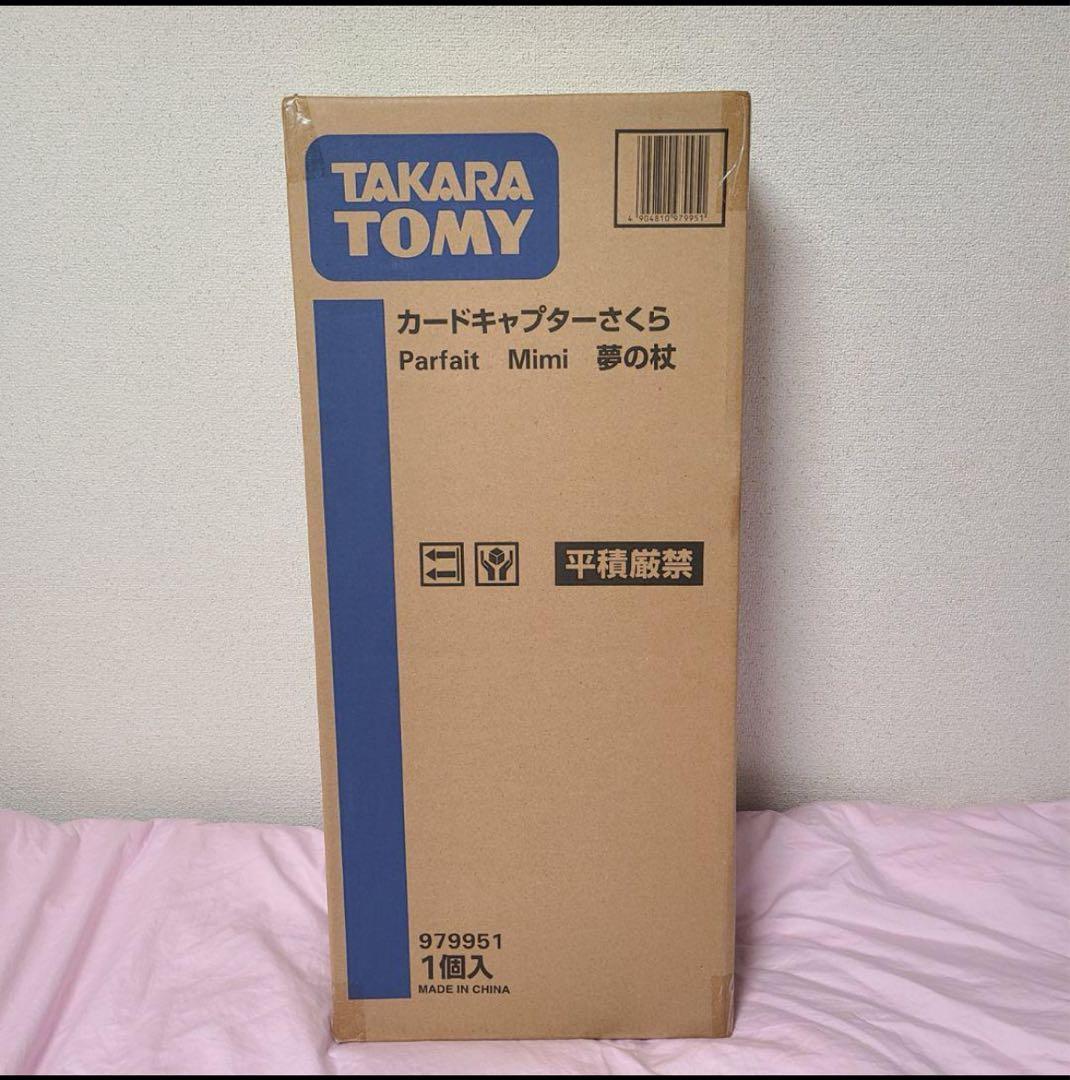 TAKARA
TOMY
4 904810 979951
カードキャプターさくら
Parfait Mimi 夢の杖
平積厳禁
979951
1個入
MADE IN CHINA